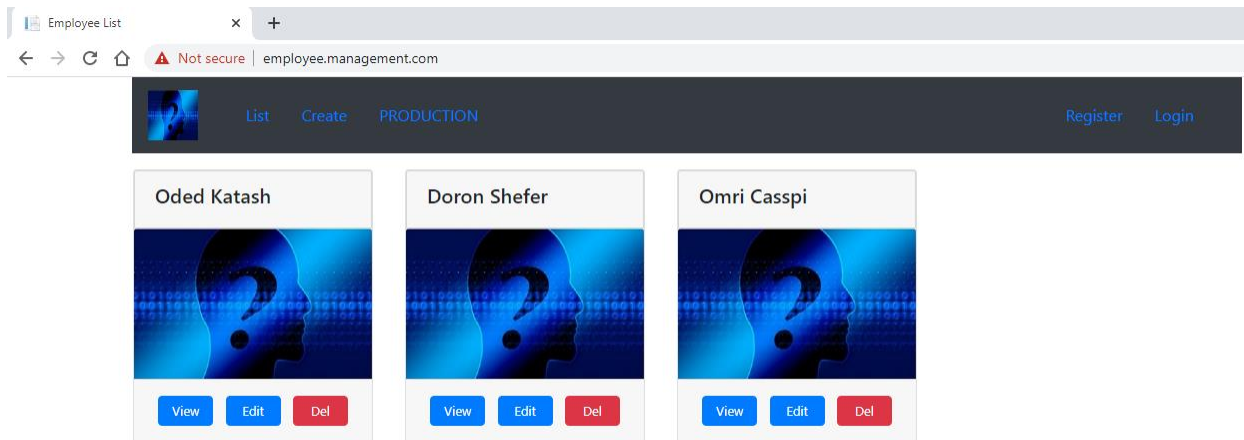 Employee List
Not secure employee.management.com
List Create PRODUCTION Register Login
Oded Katash Doron Shefer Omri Casspi
View Edit Del View Edit Del View Edit Del